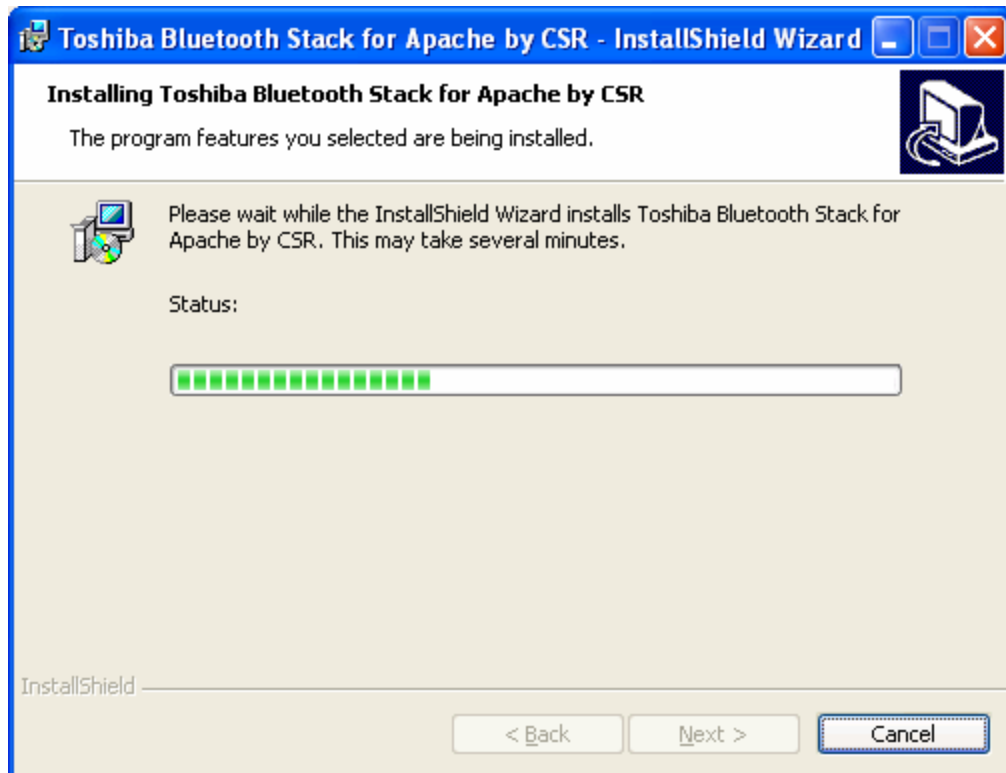 Toshiba Bluetooth Stack for Apache by CSR - InstallShield Wizard
Installing Toshiba Bluetooth Stack for Apache by CSR
The program features you selected are being installed.
Please wait while the InstallShield Wizard installs Toshiba Bluetooth Stack for
Apache by CSR. This may take several minutes.
Status:
InstallShield
< Back
Next >
Cancel